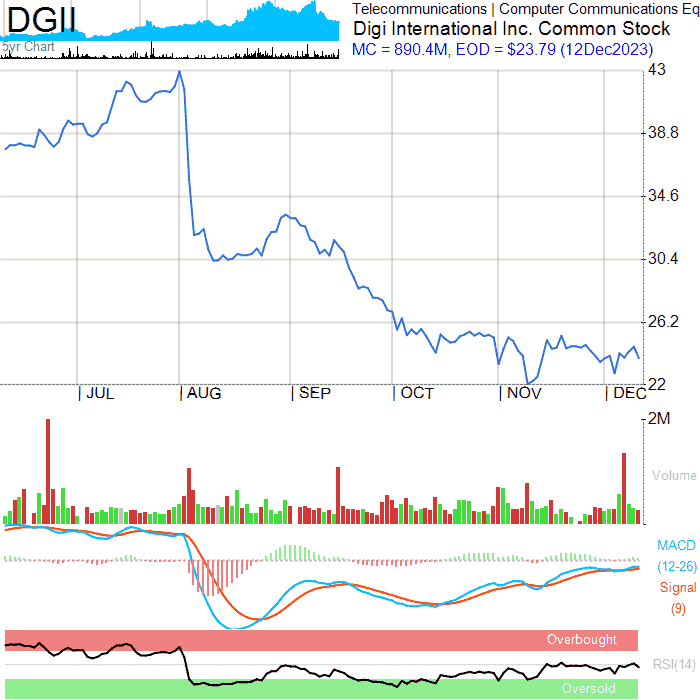 DGII
5yr Chart
Telecommunications | Computer Communications Eq
Digi International Inc. Common Stock
MC = 890.4M, EOD = $23.79 (12Dec2023)
43
38.8
34.6
30.4
26.2
22
| JUL | AUG | SEP | OCT | NOV | DEC
2M
Volume
MACD
(12-26)
Signal
(9)
Overbought
RSI(14)
Oversold